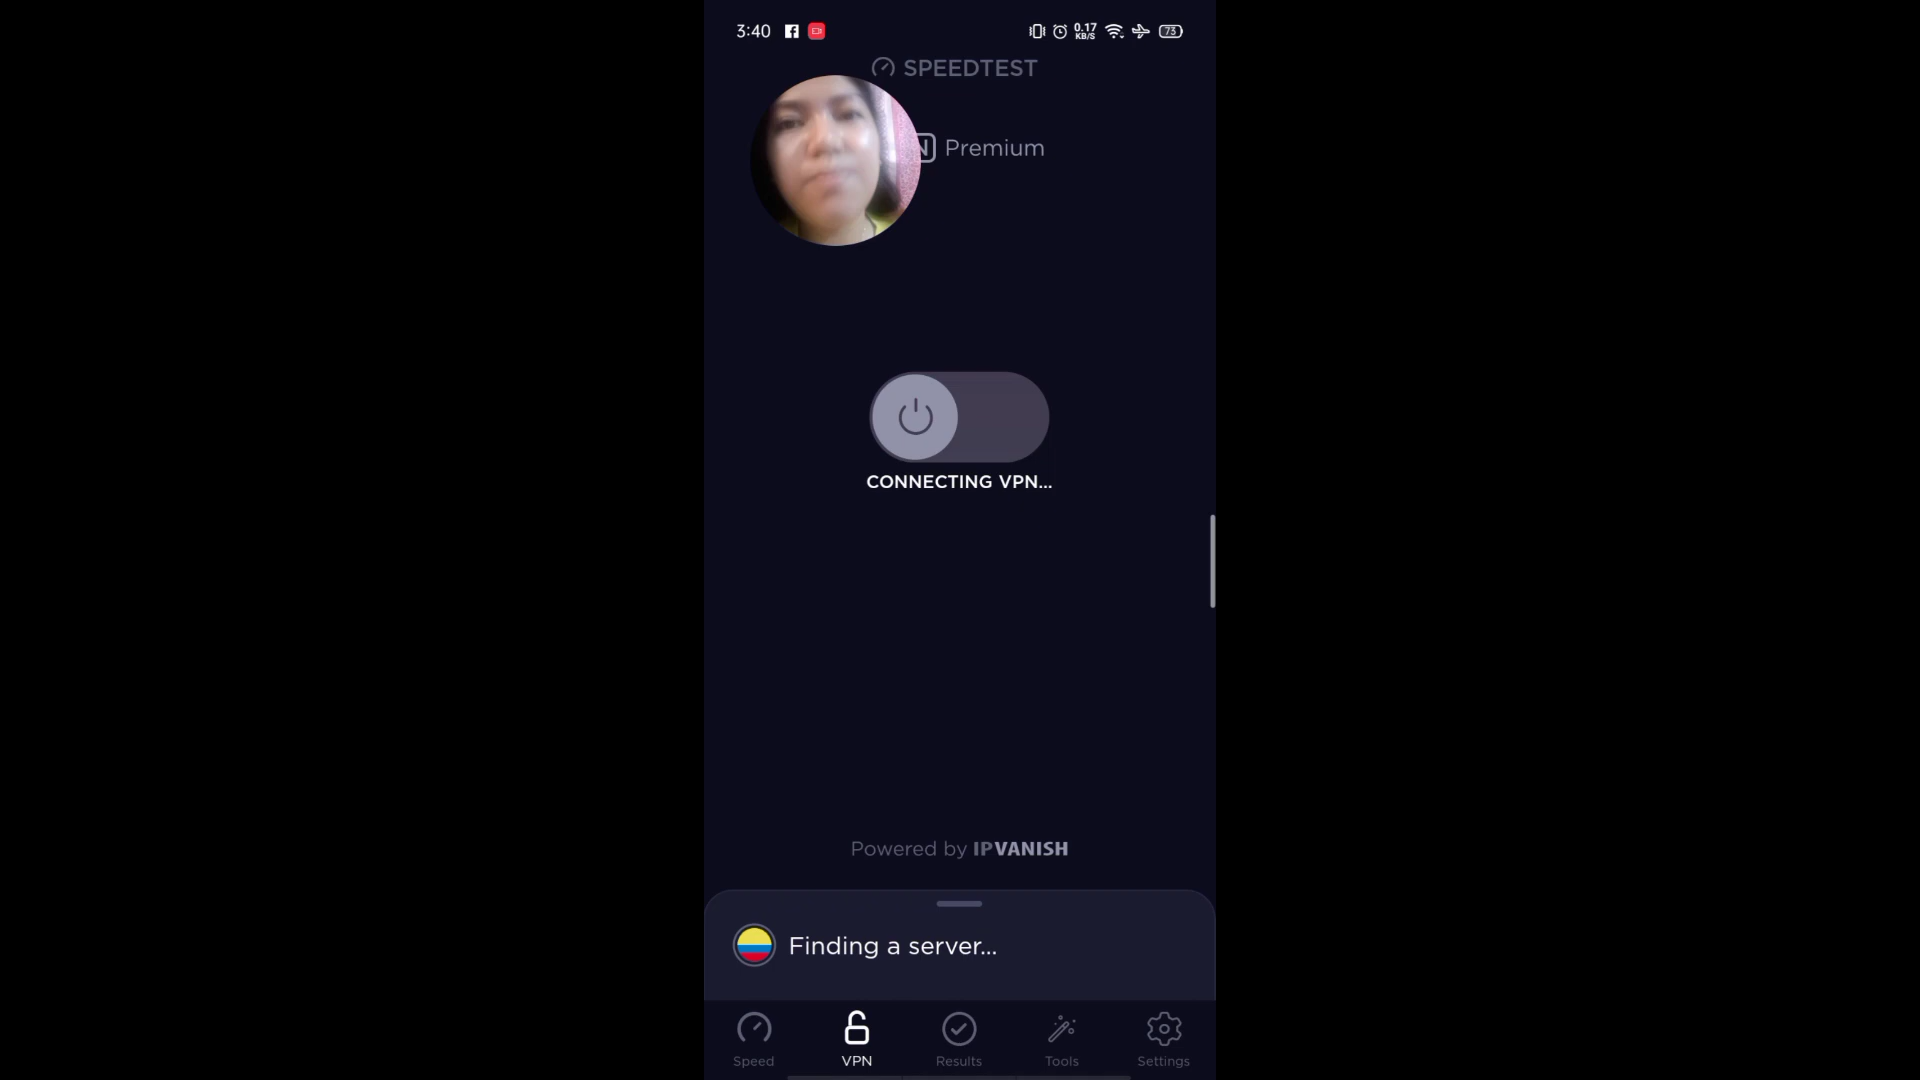 3:40 0.17 KB/S 73
SPEEDTEST
Premium
CONNECTING VPN...
Powered by IPVANISH
Finding a server...
Speed VPN Results Tools Settings